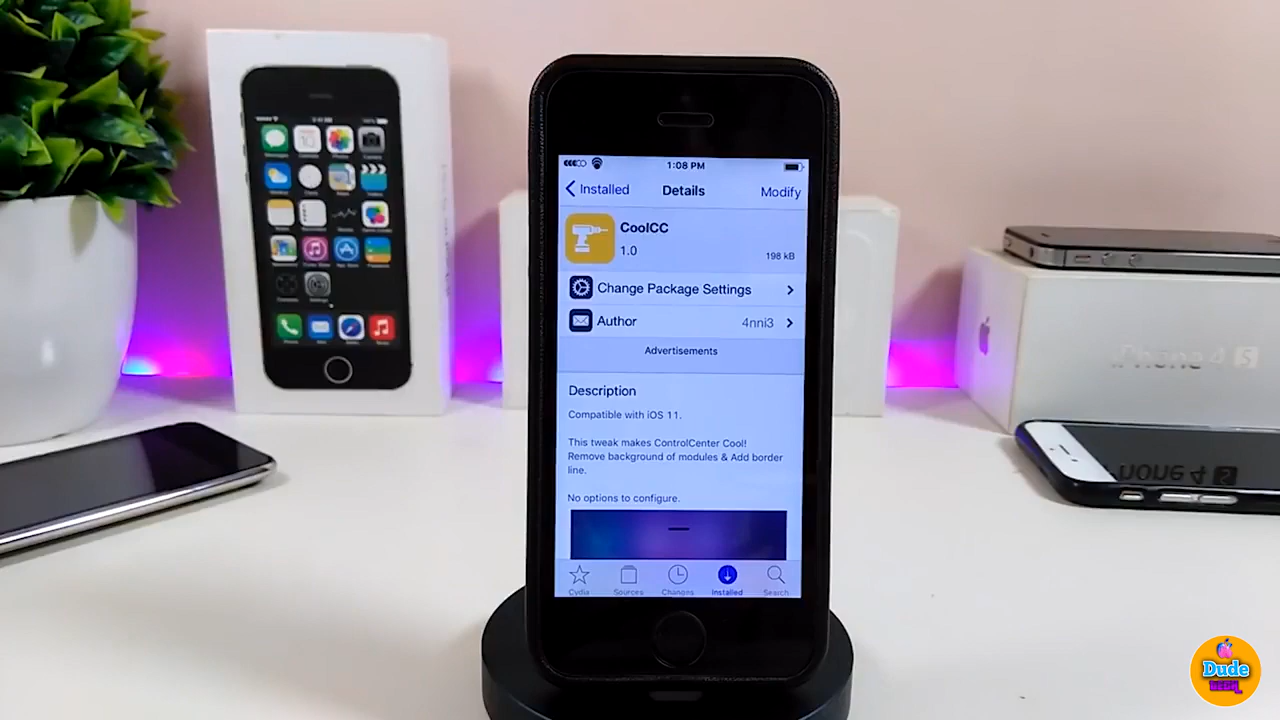 1:08 PM
Installed
Details
Modify
CoolCC
1.0
198 kB
Change Package Settings
Author
4nni3
Advertisements
Description
Compatible with iOS 11.
This tweak makes ControlCenter Cool!
Remove background of modules & Add border
line.
No options to configure.
Cydia
Sources
Changes
Installed
Search
iPhone 4 S
Dude